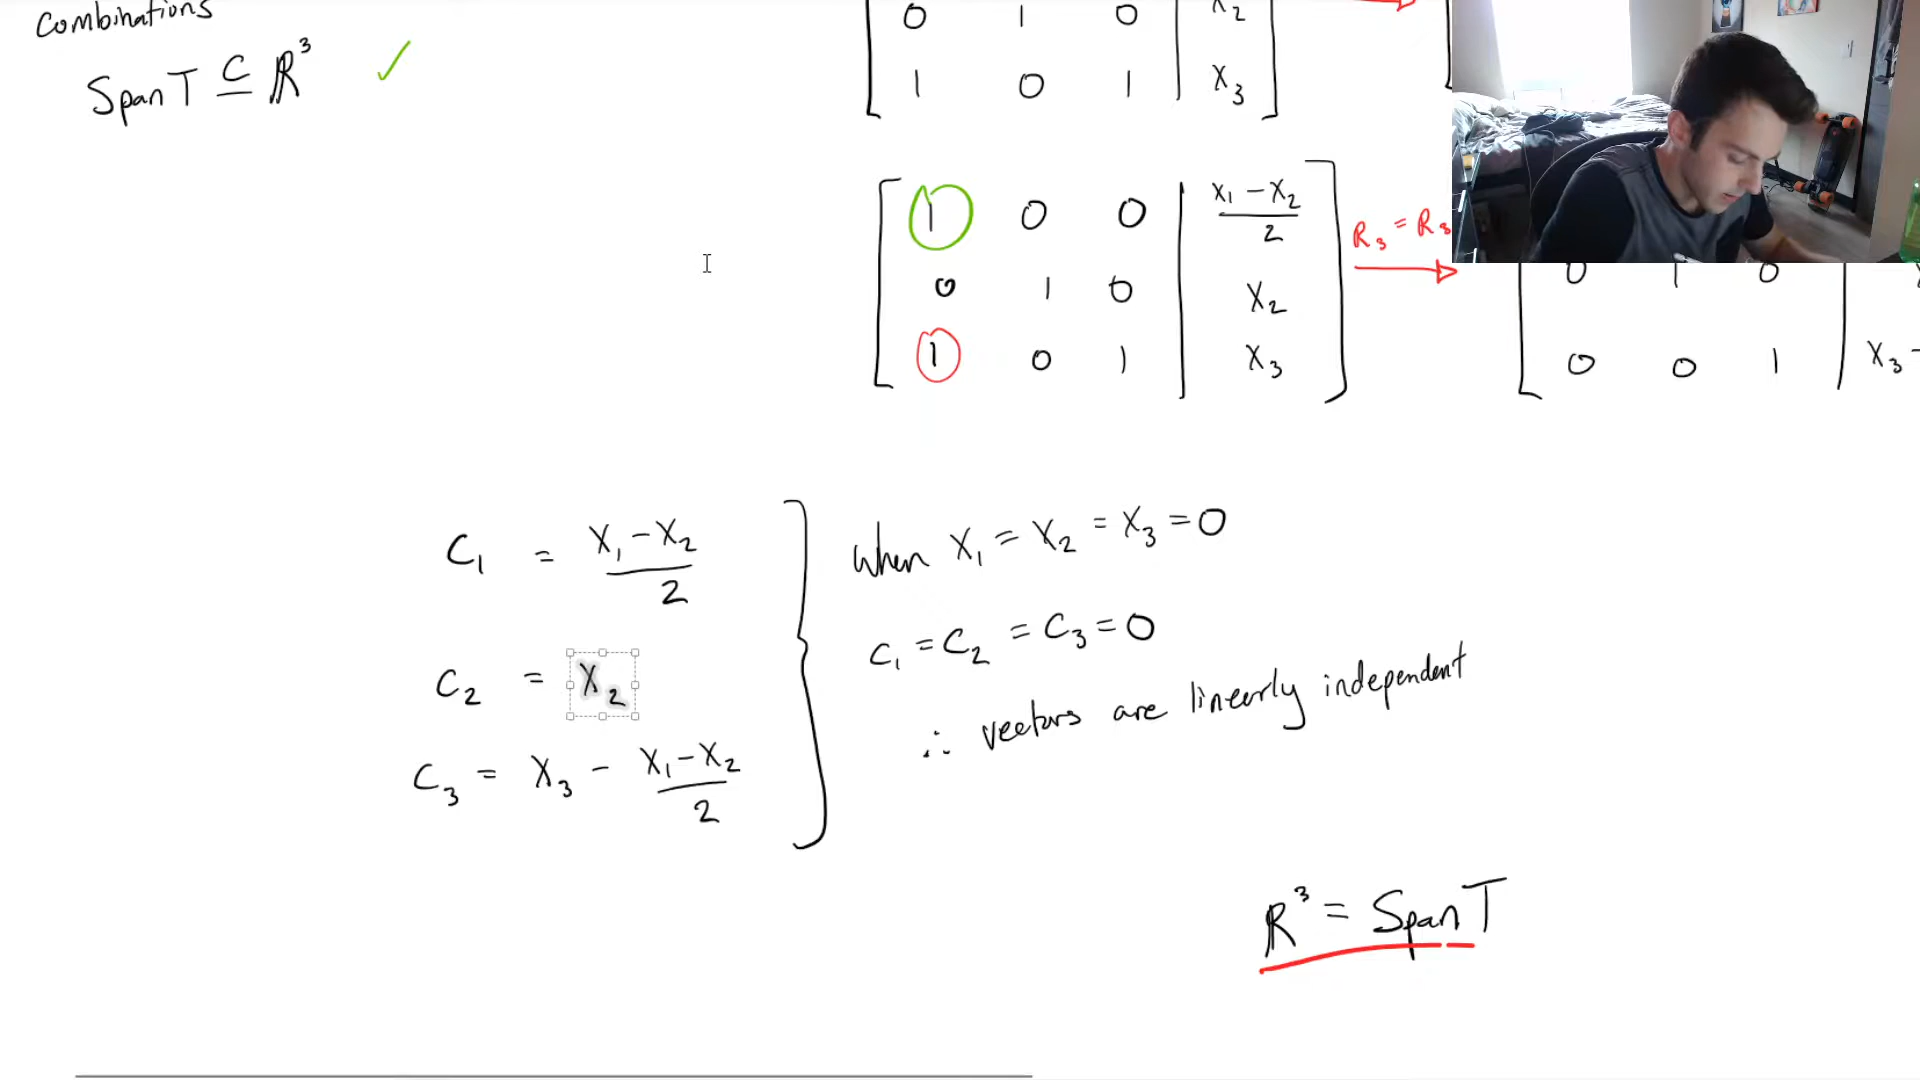 Combinations
Span T ⊆ ℝ³ ✓
0 1 0 | x₂
1 0 1 | x₃
1 0 0 | (x₁ - x₂)/2
0 1 0 | x₂
1 0 1 | x₃
R₃ = R₃
0 1 0
0 0 1 | x₃ -
C₁ = (x₁ - x₂)/2
C₂ = x₂
C₃ = x₃ - (x₁ - x₂)/2
When x₁ = x₂ = x₃ = 0
C₁ = C₂ = C₃ = 0
∴ vectors are linearly independent
ℝ³ = Span T